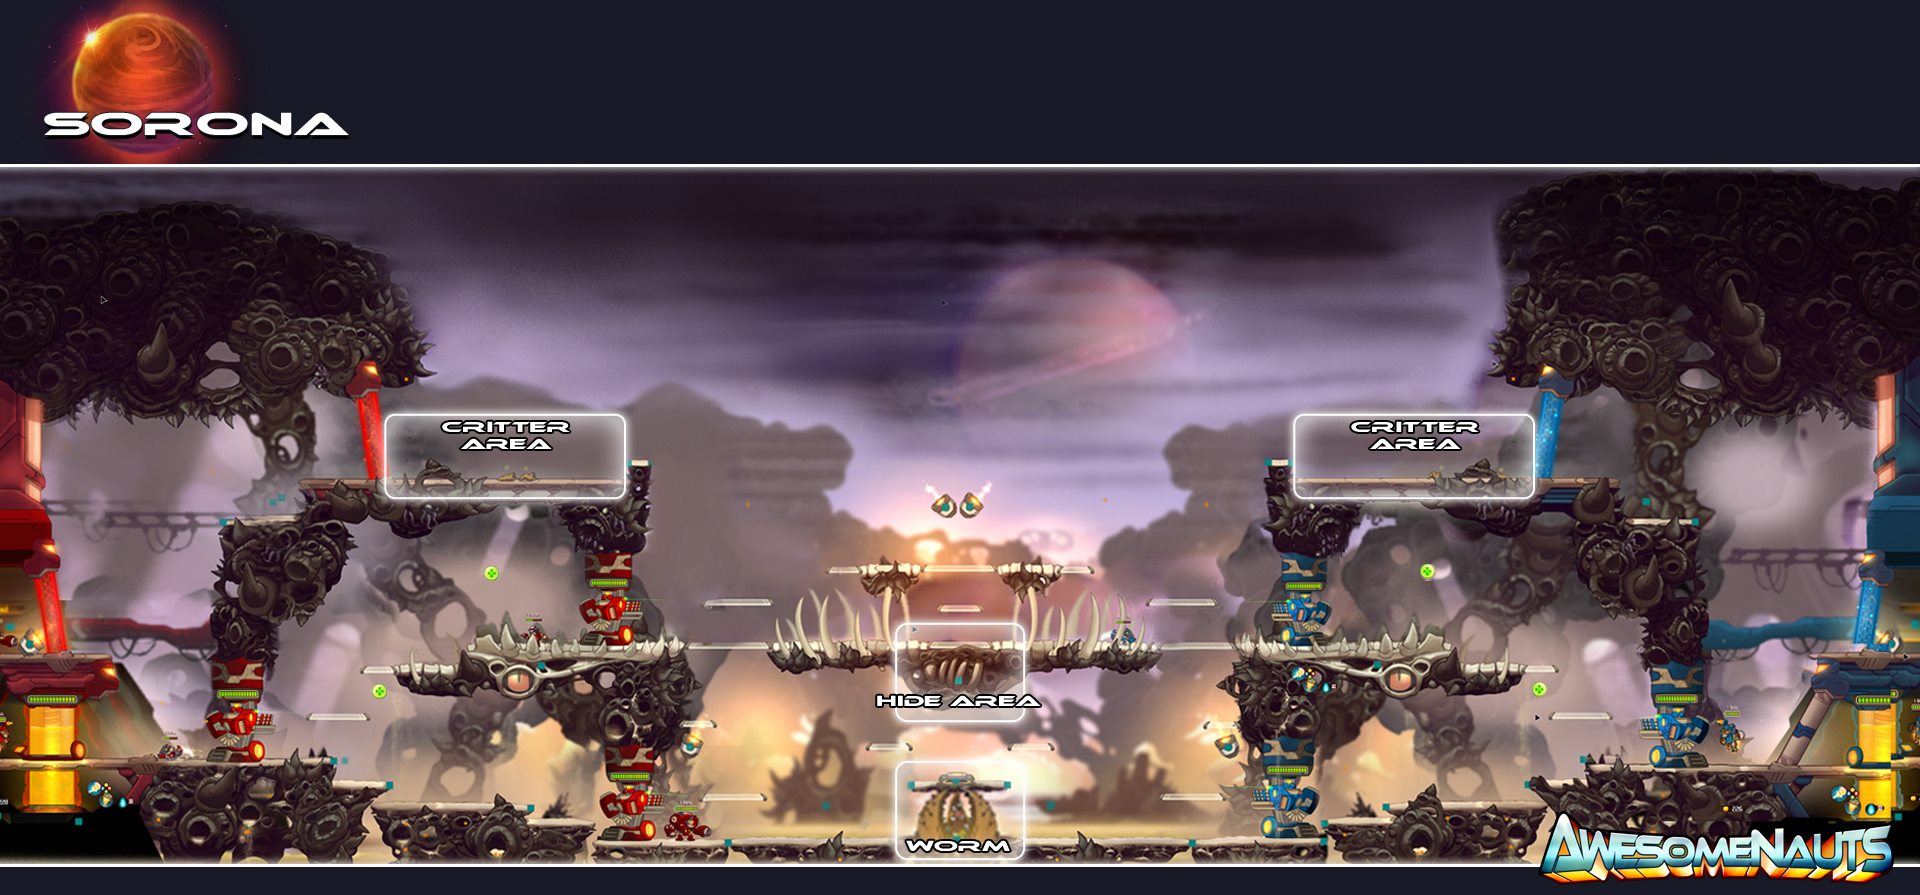 SORONA
CRITTER
AREA
CRITTER
AREA
HIDE AREA
WORM
AWESOMENAUTS